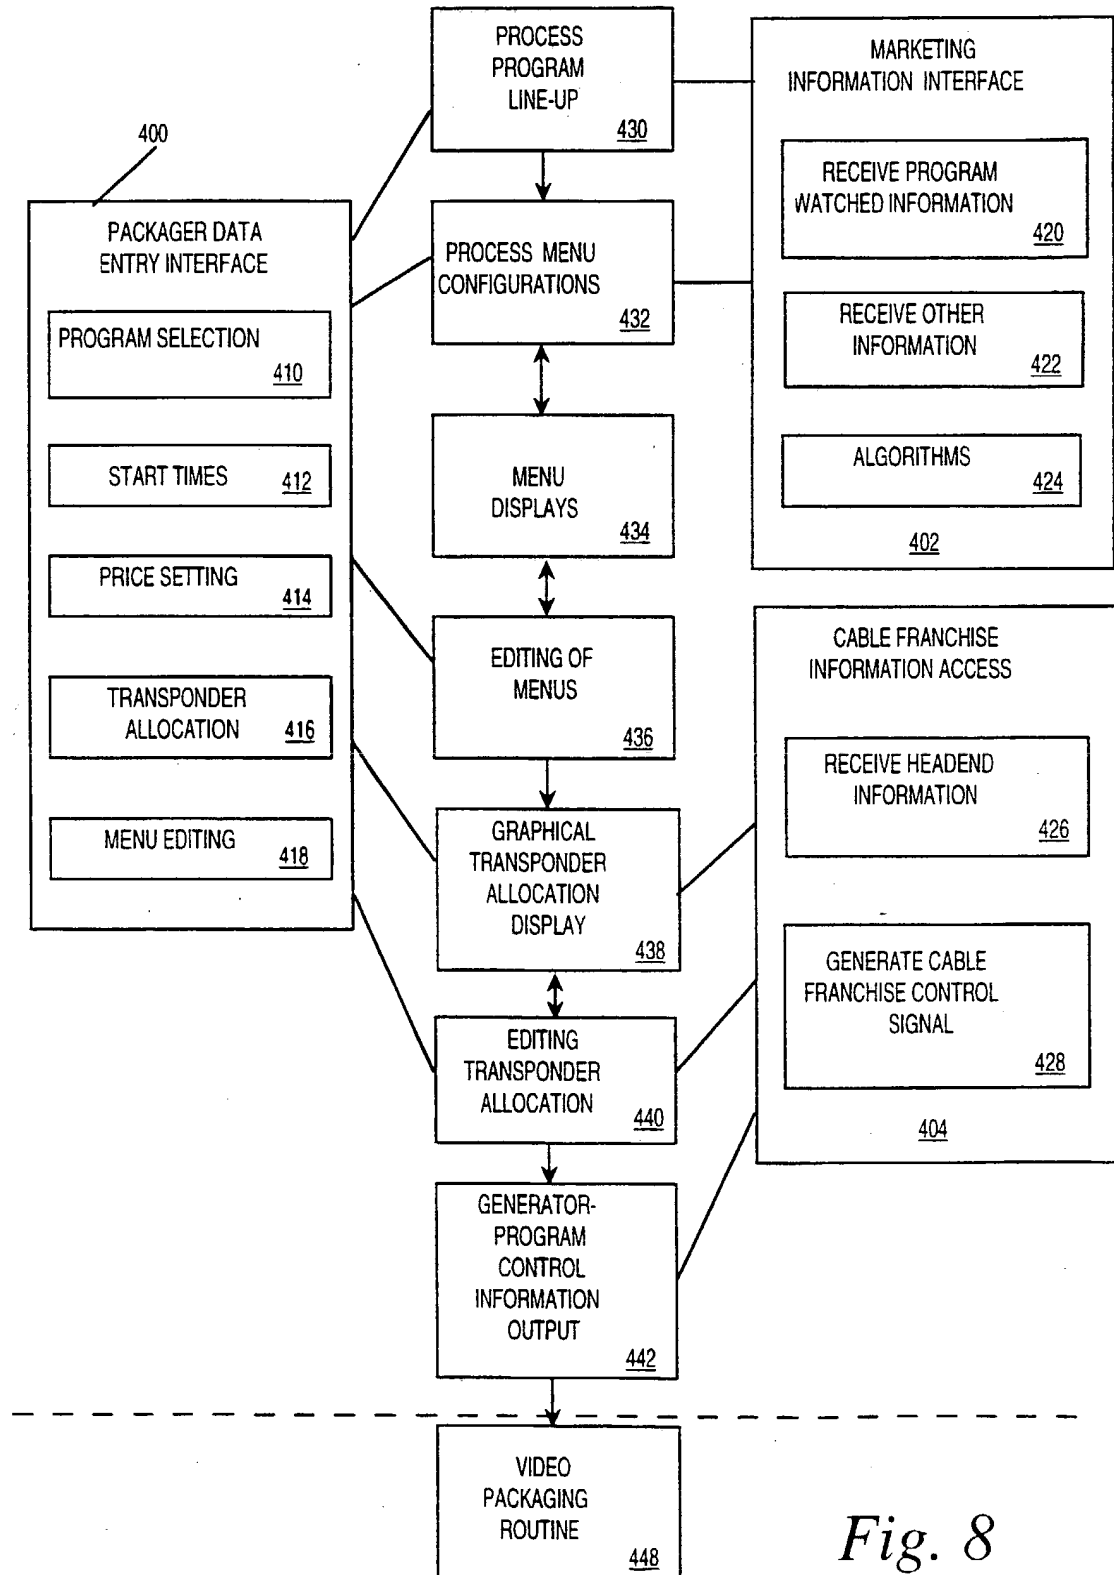 PROCESS
PROGRAM
LINE-UP
430
MARKETING
INFORMATION INTERFACE
RECEIVE PROGRAM
WATCHED INFORMATION
420
RECEIVE OTHER
INFORMATION
422
ALGORITHMS
424
402
400
PACKAGER DATA
ENTRY INTERFACE
PROGRAM SELECTION
410
START TIMES
412
PRICE SETTING
414
TRANSPONDER
ALLOCATION
416
MENU EDITING
418
PROCESS MENU
CONFIGURATIONS
432
MENU
DISPLAYS
434
EDITING OF
MENUS
436
GRAPHICAL
TRANSPONDER
ALLOCATION
DISPLAY
438
EDITING
TRANSPONDER
ALLOCATION
440
GENERATOR-
PROGRAM
CONTROL
INFORMATION
OUTPUT
442
CABLE FRANCHISE
INFORMATION ACCESS
RECEIVE HEADEND
INFORMATION
426
GENERATE CABLE
FRANCHISE CONTROL
SIGNAL
428
404
VIDEO
PACKAGING
ROUTINE
448
Fig. 8